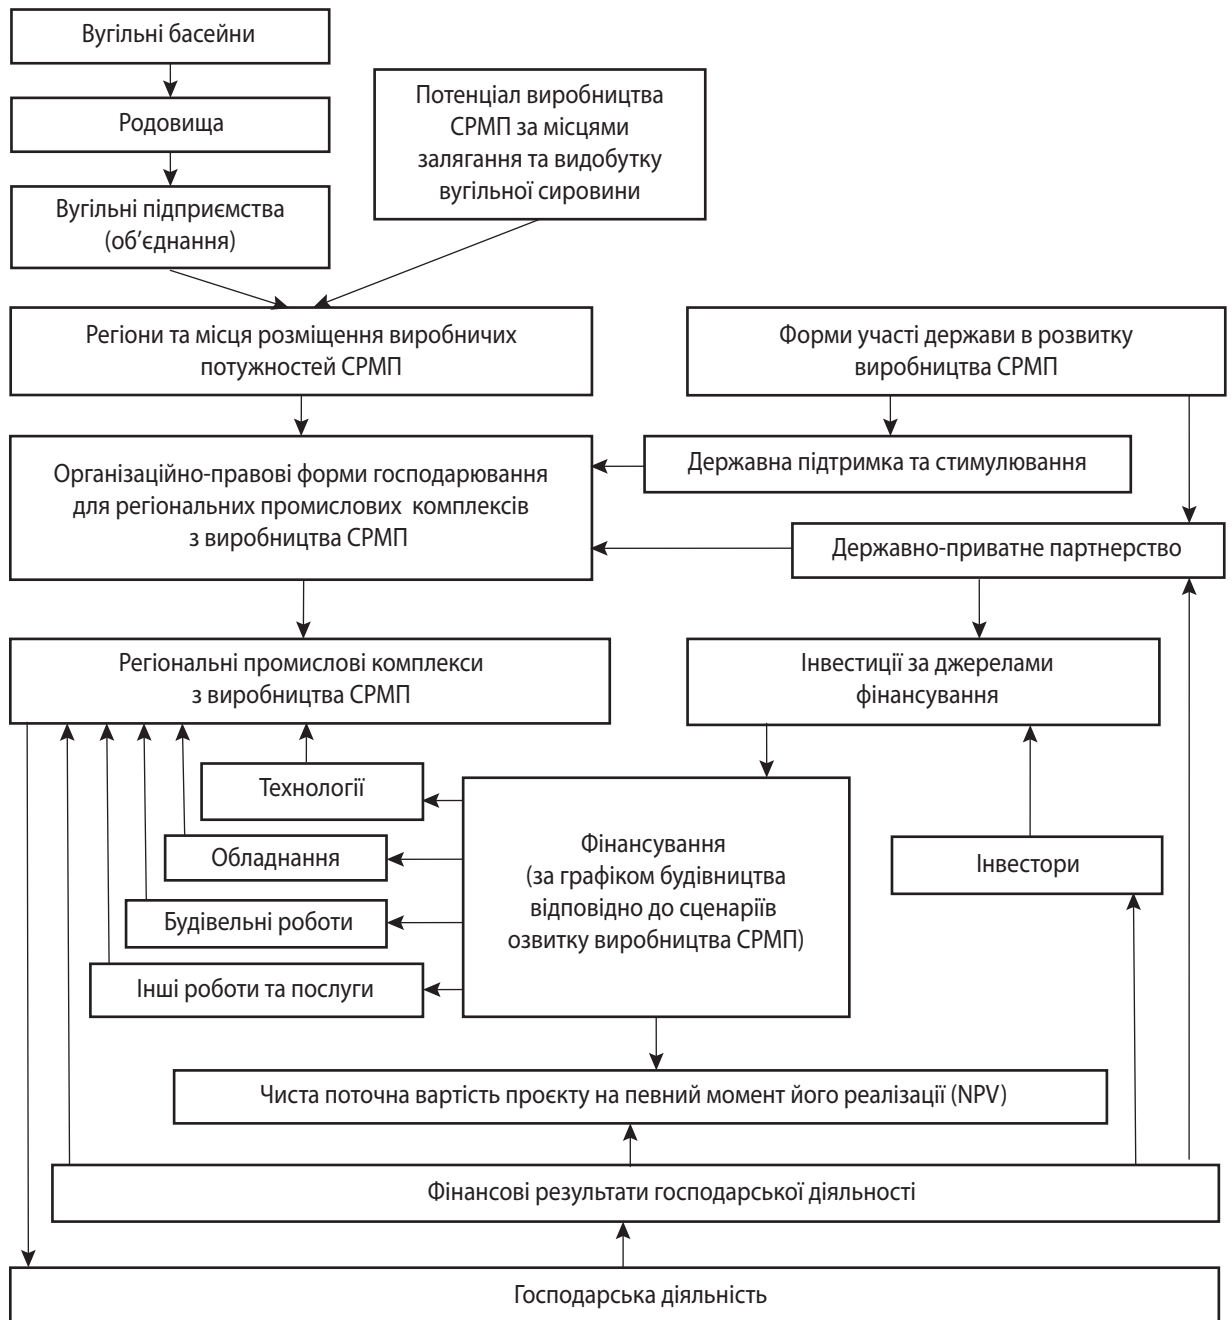 Вугільні басейни
Родовища
Вугільні підприємства
(об’єднання)
Потенціал виробництва
СРМП за місцями
залягання та видобутку
вугільної сировини
Регіони та місця розміщення виробничих
потужностей СРМП
Форми участі держави в розвитку
виробництва СРМП
Організаційно-правові форми господарювання
для регіональних промислових комплексів
з виробництва СРМП
Державна підтримка та стимулювання
Державно-приватне партнерство
Регіональні промислові комплекси
з виробництва СРМП
Інвестиції за джерелами
фінансування
Технології
Обладнання
Будівельні роботи
Інші роботи та послуги
Фінансування
(за графіком будівництва
відповідно до сценаріїв
озвитку виробництва СРМП)
Інвестори
Чиста поточна вартість проєкту на певний момент його реалізації (NPV)
Фінансові результати господарської діяльності
Господарська діяльність